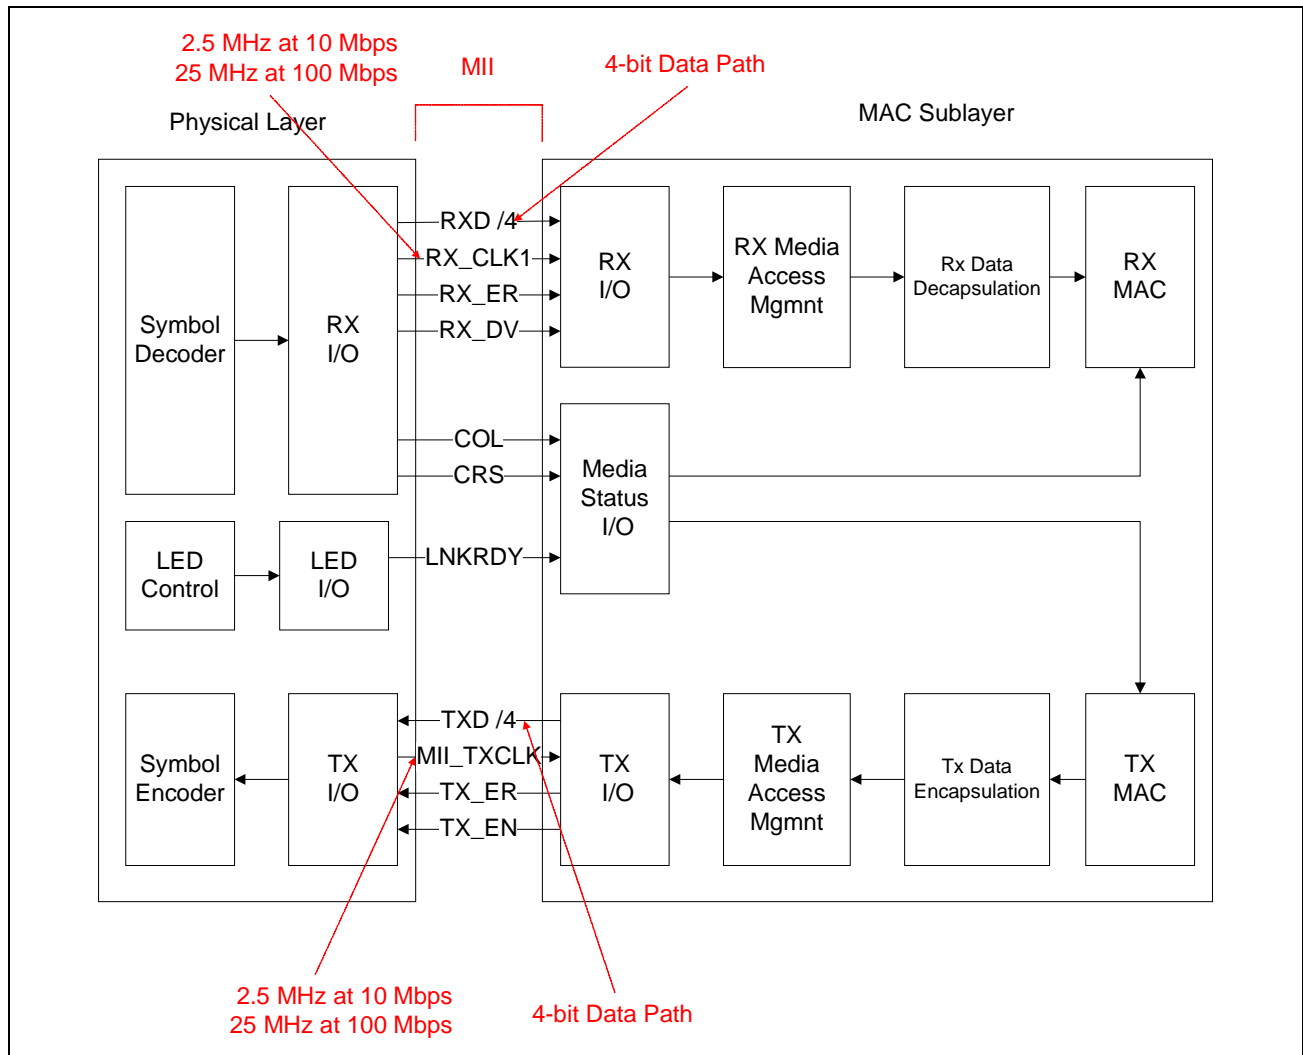 2.5 MHz at 10 Mbps
25 MHz at 100 Mbps
MII
4-bit Data Path
Physical Layer
MAC Sublayer
Symbol
Decoder
RX
I/O
RXD /4
RX_CLK1
RX_ER
RX_DV
RX
I/O
RX Media
Access
Mgmnt
Rx Data
Decapsulation
RX
MAC
COL
CRS
Media
Status
I/O
LED
Control
LED
I/O
LNKRDY
Symbol
Encoder
TX
I/O
TXD /4
MII_TXCLK
TX_ER
TX_EN
TX
I/O
TX
Media
Access
Mgmnt
Tx Data
Encapsulation
TX
MAC
2.5 MHz at 10 Mbps
25 MHz at 100 Mbps
4-bit Data Path